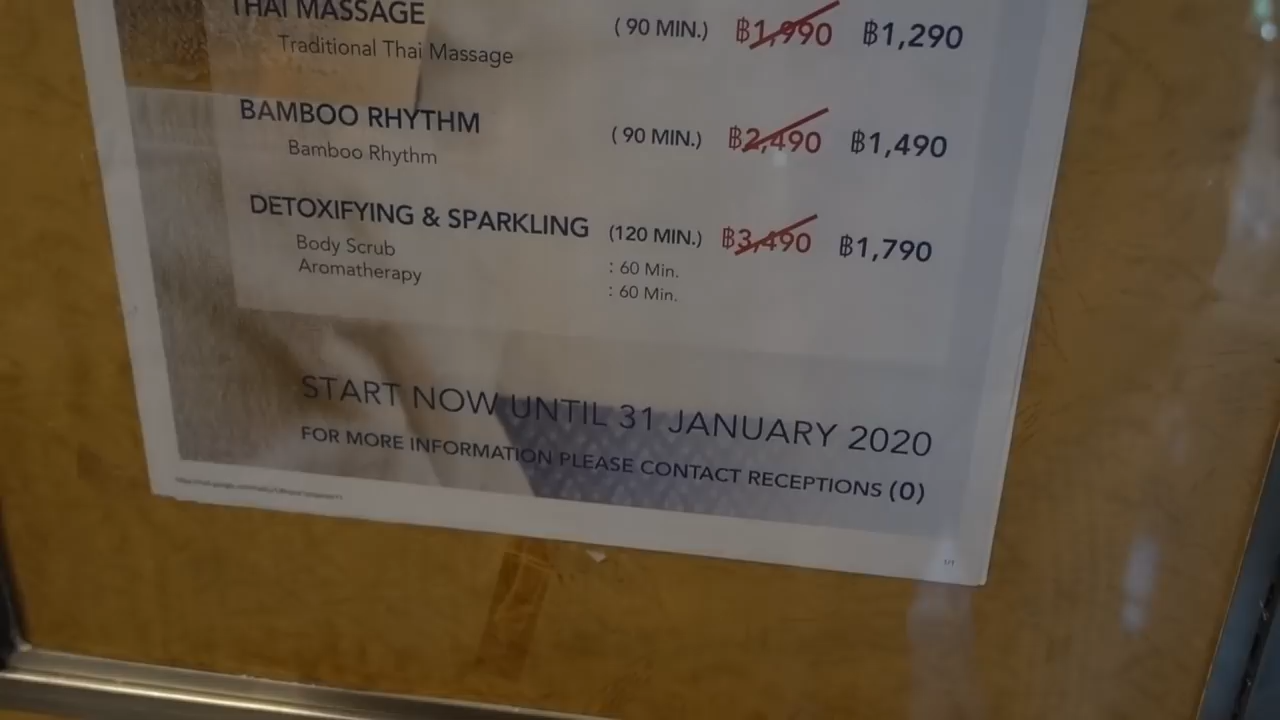 THAI MASSAGE (90 MIN.) ฿1,990 ฿1,290
Traditional Thai Massage
BAMBOO RHYTHM (90 MIN.) ฿2,490 ฿1,490
Bamboo Rhythm
DETOXIFYING & SPARKLING (120 MIN.) ฿3,490 ฿1,790
Body Scrub : 60 Min.
Aromatherapy : 60 Min.
START NOW UNTIL 31 JANUARY 2020
FOR MORE INFORMATION PLEASE CONTACT RECEPTIONS (0)
1/1